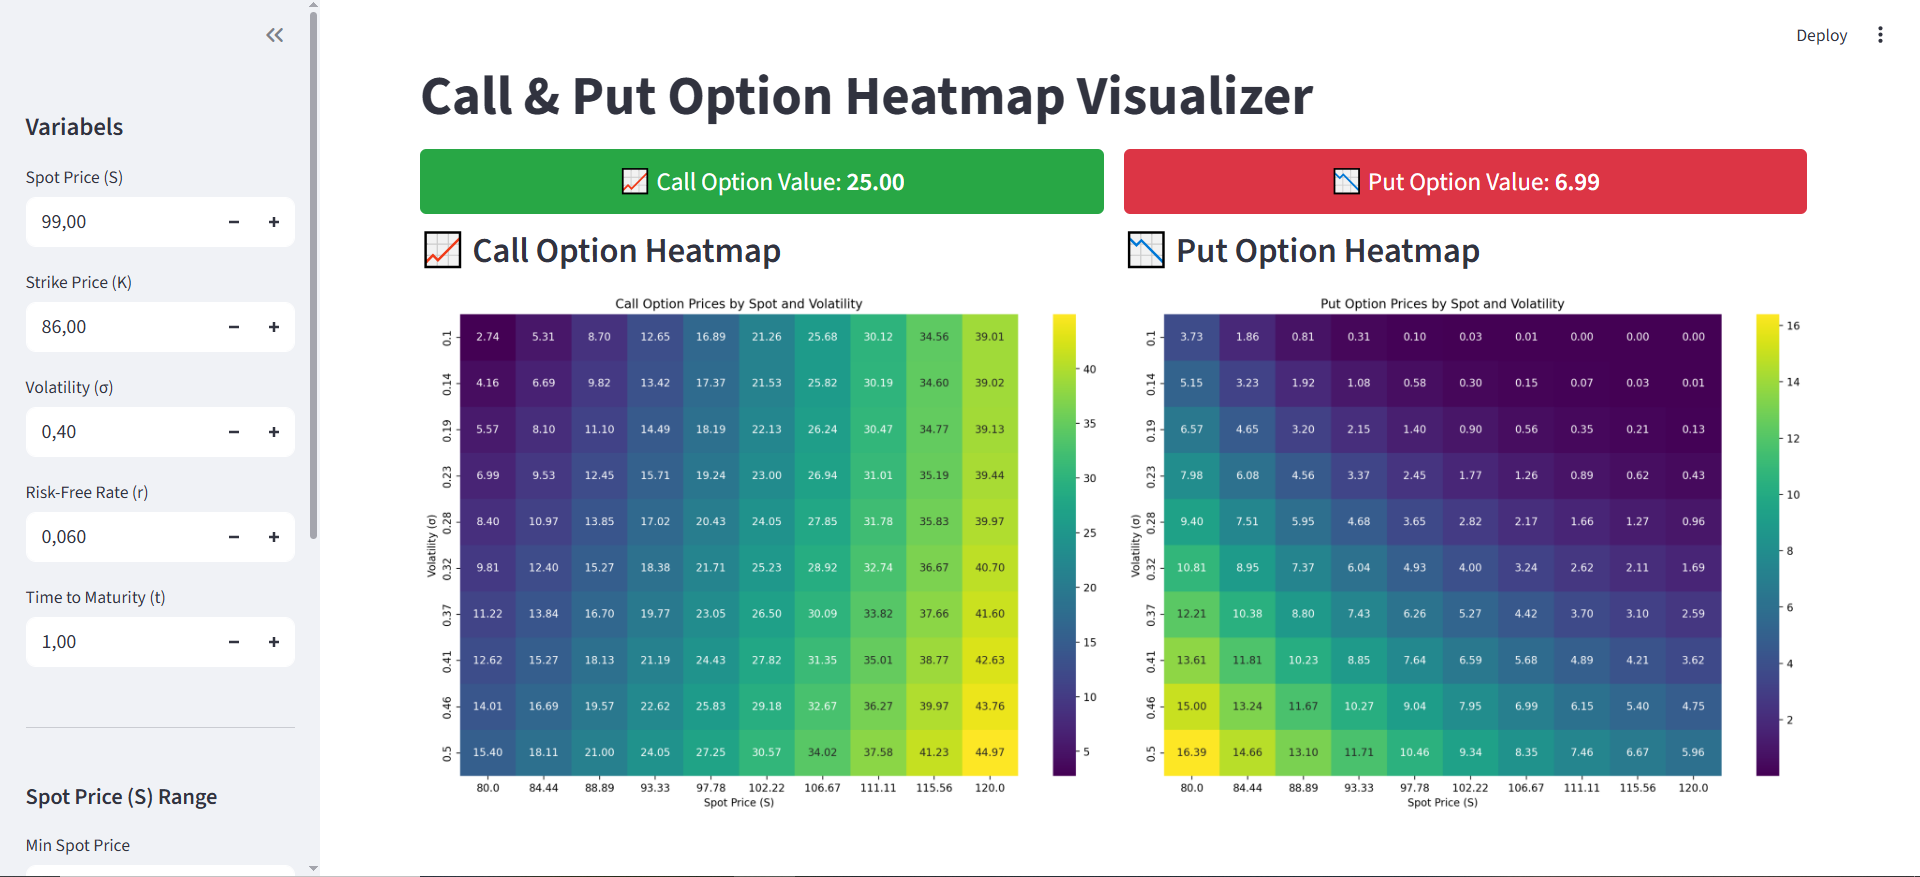 Deploy
Variabels
Spot Price (S)
99,00
Strike Price (K)
86,00
Volatility (σ)
0,40
Risk-Free Rate (r)
0,060
Time to Maturity (t)
1,00
Spot Price (S) Range
Min Spot Price
Call & Put Option Heatmap Visualizer
📈 Call Option Value: 25.00
📉 Put Option Value: 6.99
📈 Call Option Heatmap
Call Option Prices by Spot and Volatility
Volatility (σ)
0.1 2.74 5.31 8.70 12.65 16.89 21.26 25.68 30.12 34.56 39.01
0.14 4.16 6.69 9.82 13.42 17.37 21.53 25.82 30.19 34.60 39.02
0.19 5.57 8.10 11.10 14.49 18.19 22.13 26.24 30.47 34.77 39.13
0.23 6.99 9.53 12.45 15.71 19.24 23.00 26.94 31.01 35.19 39.44
0.28 8.40 10.97 13.85 17.02 20.43 24.05 27.85 31.78 35.83 39.97
0.32 9.81 12.40 15.27 18.38 21.71 25.23 28.92 32.74 36.67 40.70
0.37 11.22 13.84 16.70 19.77 23.05 26.50 30.09 33.82 37.66 41.60
0.41 12.62 15.27 18.13 21.19 24.43 27.82 31.35 35.01 38.77 42.63
0.46 14.01 16.69 19.57 22.62 25.83 29.18 32.67 36.27 39.97 43.76
0.5 15.40 18.11 21.00 24.05 27.25 30.57 34.02 37.58 41.23 44.97
80.0 84.44 88.89 93.33 97.78 102.22 106.67 111.11 115.56 120.0
Spot Price (S)
40
35
30
25
20
15
10
5
📉 Put Option Heatmap
Put Option Prices by Spot and Volatility
Volatility (σ)
0.1 3.73 1.86 0.81 0.31 0.10 0.03 0.01 0.00 0.00 0.00
0.14 5.15 3.23 1.92 1.08 0.58 0.30 0.15 0.07 0.03 0.01
0.19 6.57 4.65 3.20 2.15 1.40 0.90 0.56 0.35 0.21 0.13
0.23 7.98 6.08 4.56 3.37 2.45 1.77 1.26 0.89 0.62 0.43
0.28 9.40 7.51 5.95 4.68 3.65 2.82 2.17 1.66 1.27 0.96
0.32 10.81 8.95 7.37 6.04 4.93 4.00 3.24 2.62 2.11 1.69
0.37 12.21 10.38 8.80 7.43 6.26 5.27 4.42 3.70 3.10 2.59
0.41 13.61 11.81 10.23 8.85 7.64 6.59 5.68 4.89 4.21 3.62
0.46 15.00 13.24 11.67 10.27 9.04 7.95 6.99 6.15 5.40 4.75
0.5 16.39 14.66 13.10 11.71 10.46 9.34 8.35 7.46 6.67 5.96
80.0 84.44 88.89 93.33 97.78 102.22 106.67 111.11 115.56 120.0
Spot Price (S)
16
14
12
10
8
6
4
2